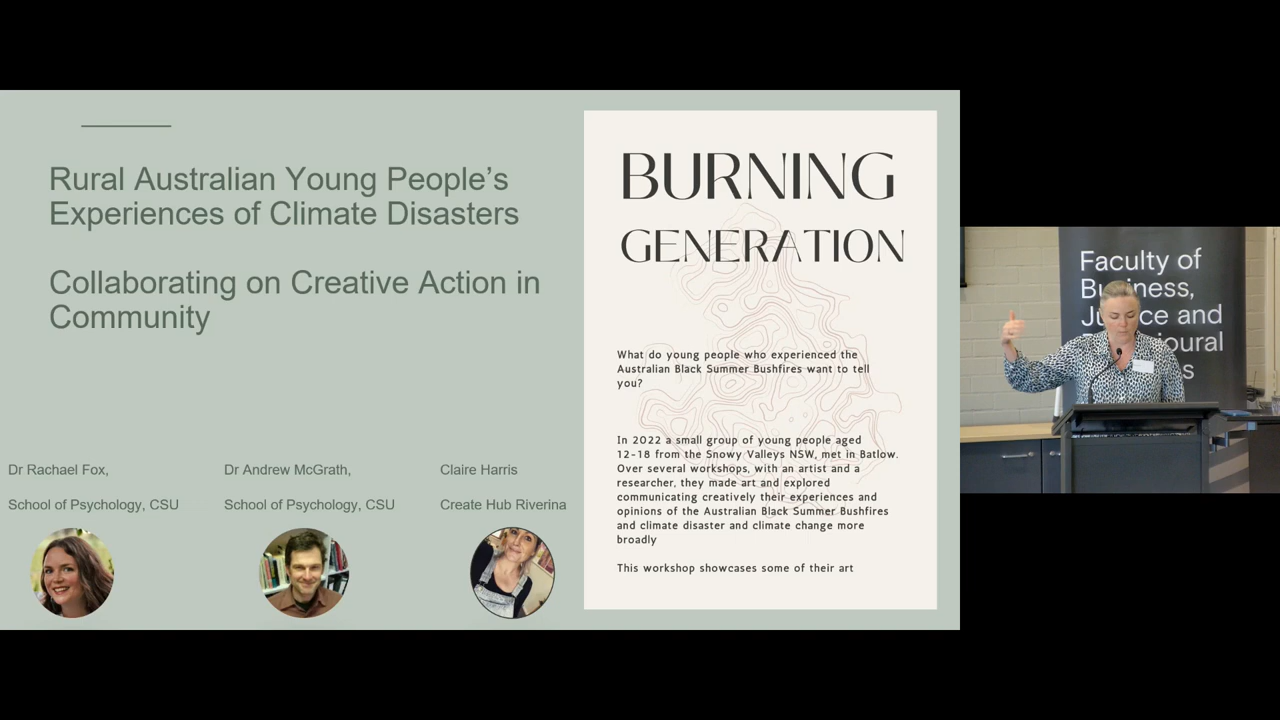 Rural Australian Young People's
Experiences of Climate Disasters
Collaborating on Creative Action in
Community
Dr Rachael Fox,
School of Psychology, CSU
Dr Andrew McGrath,
School of Psychology, CSU
Claire Harris
Create Hub Riverina
BURNING
GENERATION
What do young people who experienced the
Australian Black Summer Bushfires want to tell
you?
In 2022 a small group of young people aged
12-18 from the Snowy Valleys NSW, met in Batlow.
Over several workshops, with an artist and a
researcher, they made art and explored
communicating creatively their experiences and
opinions of the Australian Black Summer Bushfires
and climate disaster and climate change more
broadly
This workshop showcases some of their art
Faculty of
and